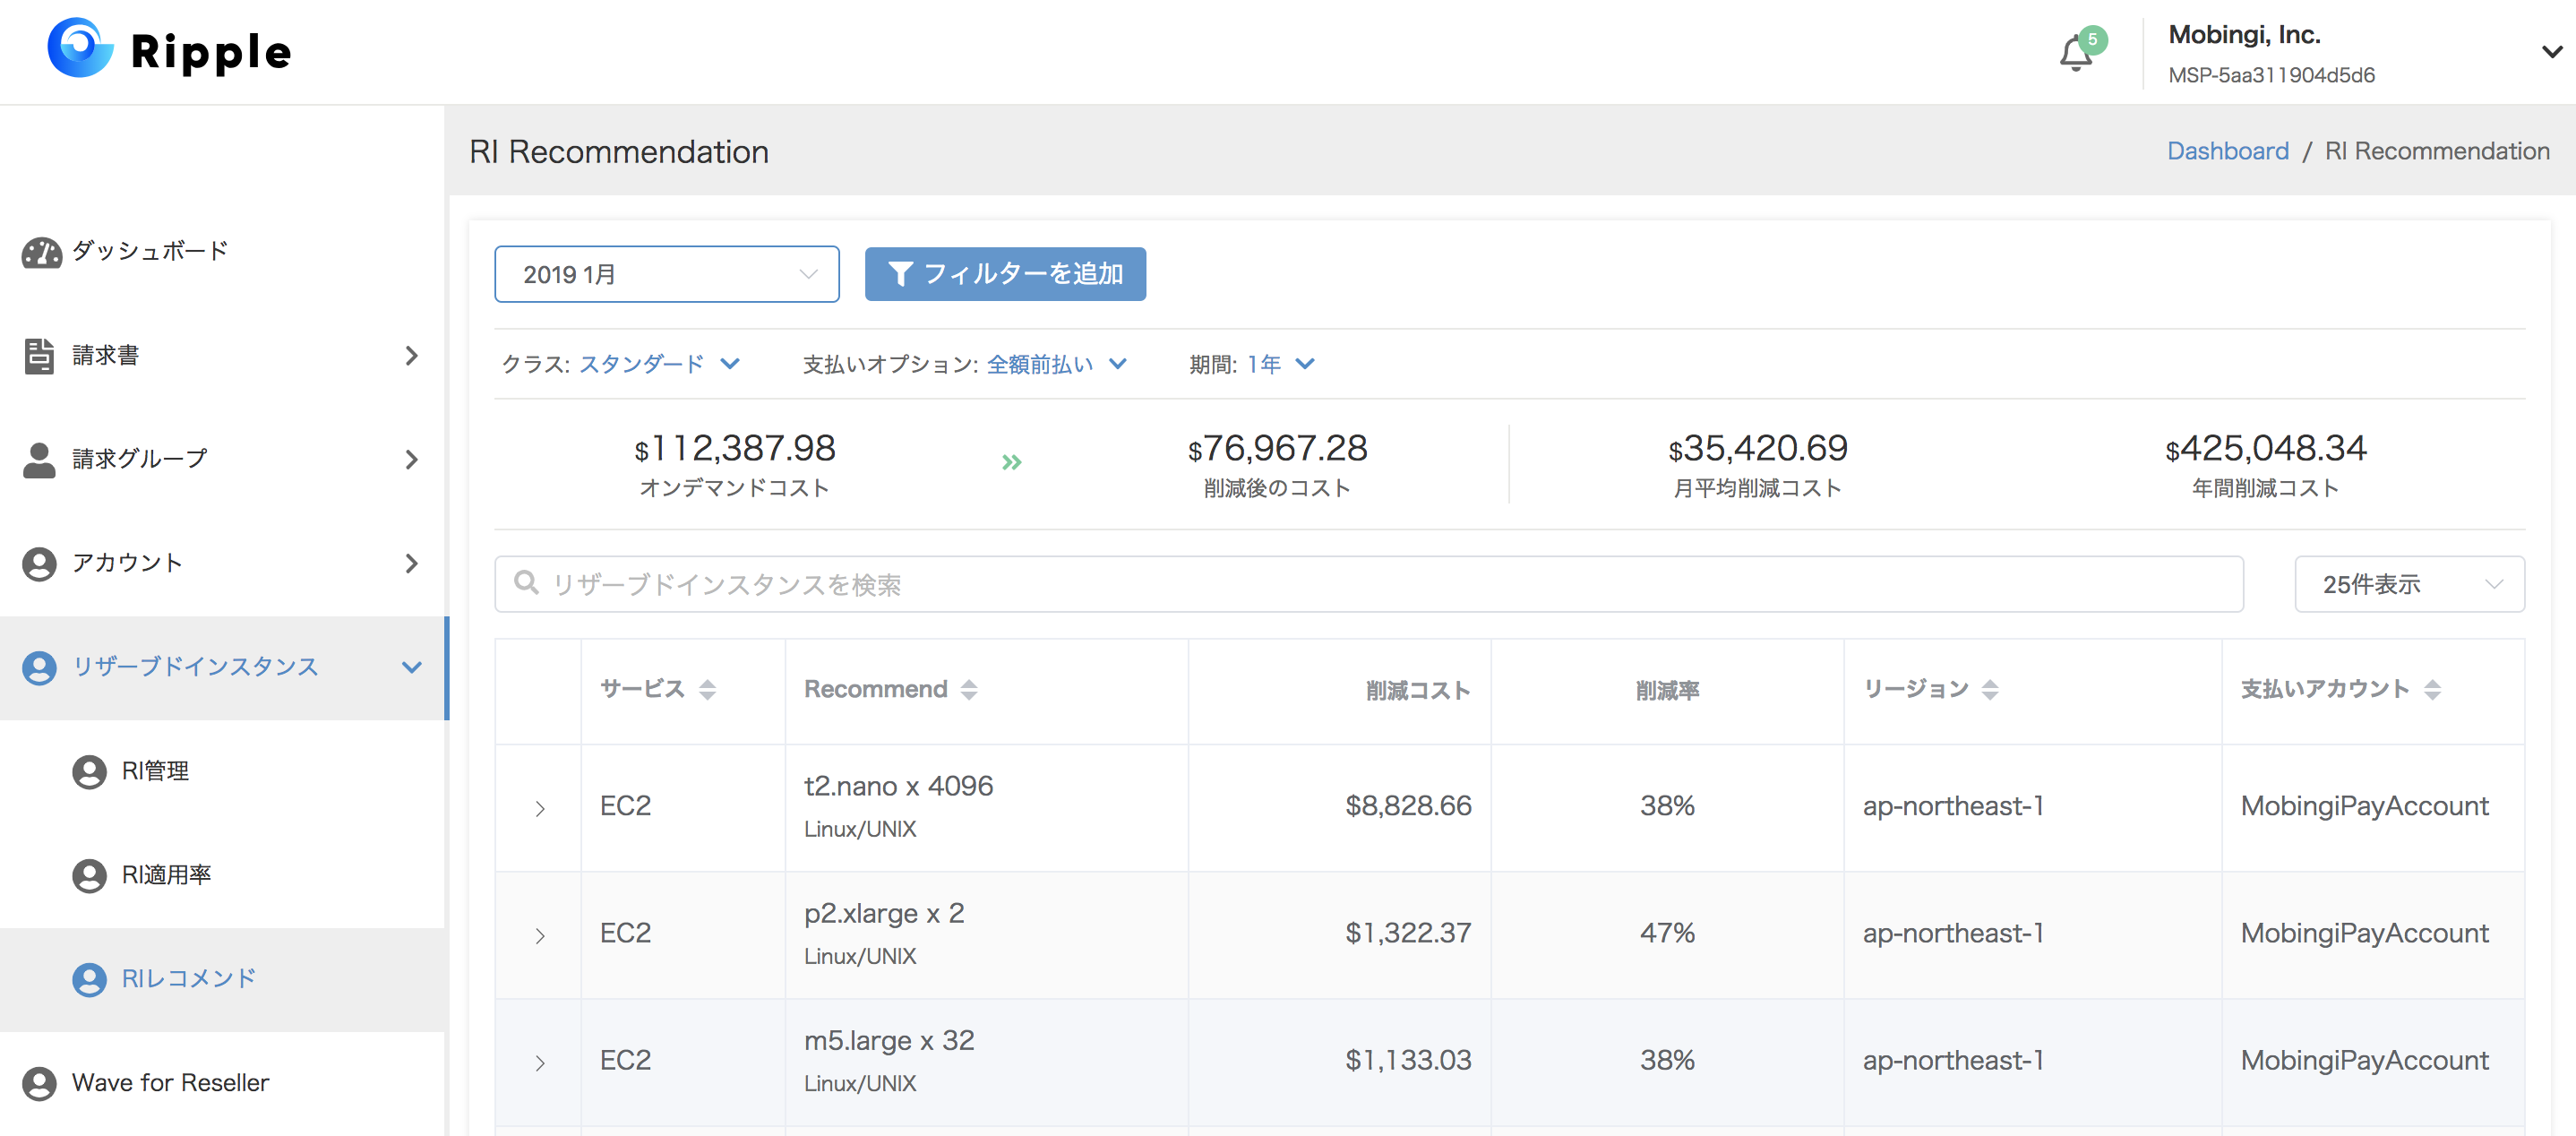 Ripple
5
Mobingi, Inc.
MSP-5aa311904d5d6
RI Recommendation
Dashboard / RI Recommendation
ダッシュボード
請求書
請求グループ
アカウント
リザーブドインスタンス
RI管理
RI適用率
RIレコメンド
Wave for Reseller
2019 1月
フィルターを追加
クラス: スタンダード 支払いオプション: 全額前払い 期間: 1年
$112,387.98 » $76,967.28 $35,420.69 $425,048.34
オンデマンドコスト 削減後のコスト 月平均削減コスト 年間削減コスト
リザーブドインスタンスを検索 25件表示
サービス Recommend 削減コスト 削減率 リージョン 支払いアカウント
EC2 t2.nano x 4096 $8,828.66 38% ap-northeast-1 MobingiPayAccount
Linux/UNIX
EC2 p2.xlarge x 2 $1,322.37 47% ap-northeast-1 MobingiPayAccount
Linux/UNIX
EC2 m5.large x 32 $1,133.03 38% ap-northeast-1 MobingiPayAccount
Linux/UNIX